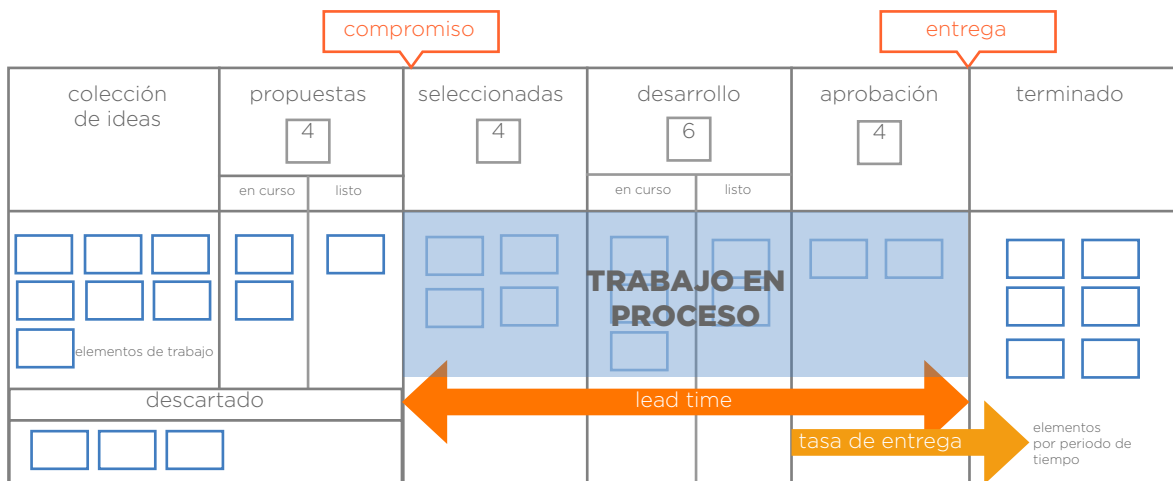 compromiso
entrega
colección
de ideas
propuestas
4
seleccionadas
4
desarrollo
6
aprobación
4
terminado
en curso
listo
en curso
listo
TRABAJO EN
PROCESO
elementos de trabajo
descartado
lead time
tasa de entrega
elementos
por periodo de
tiempo